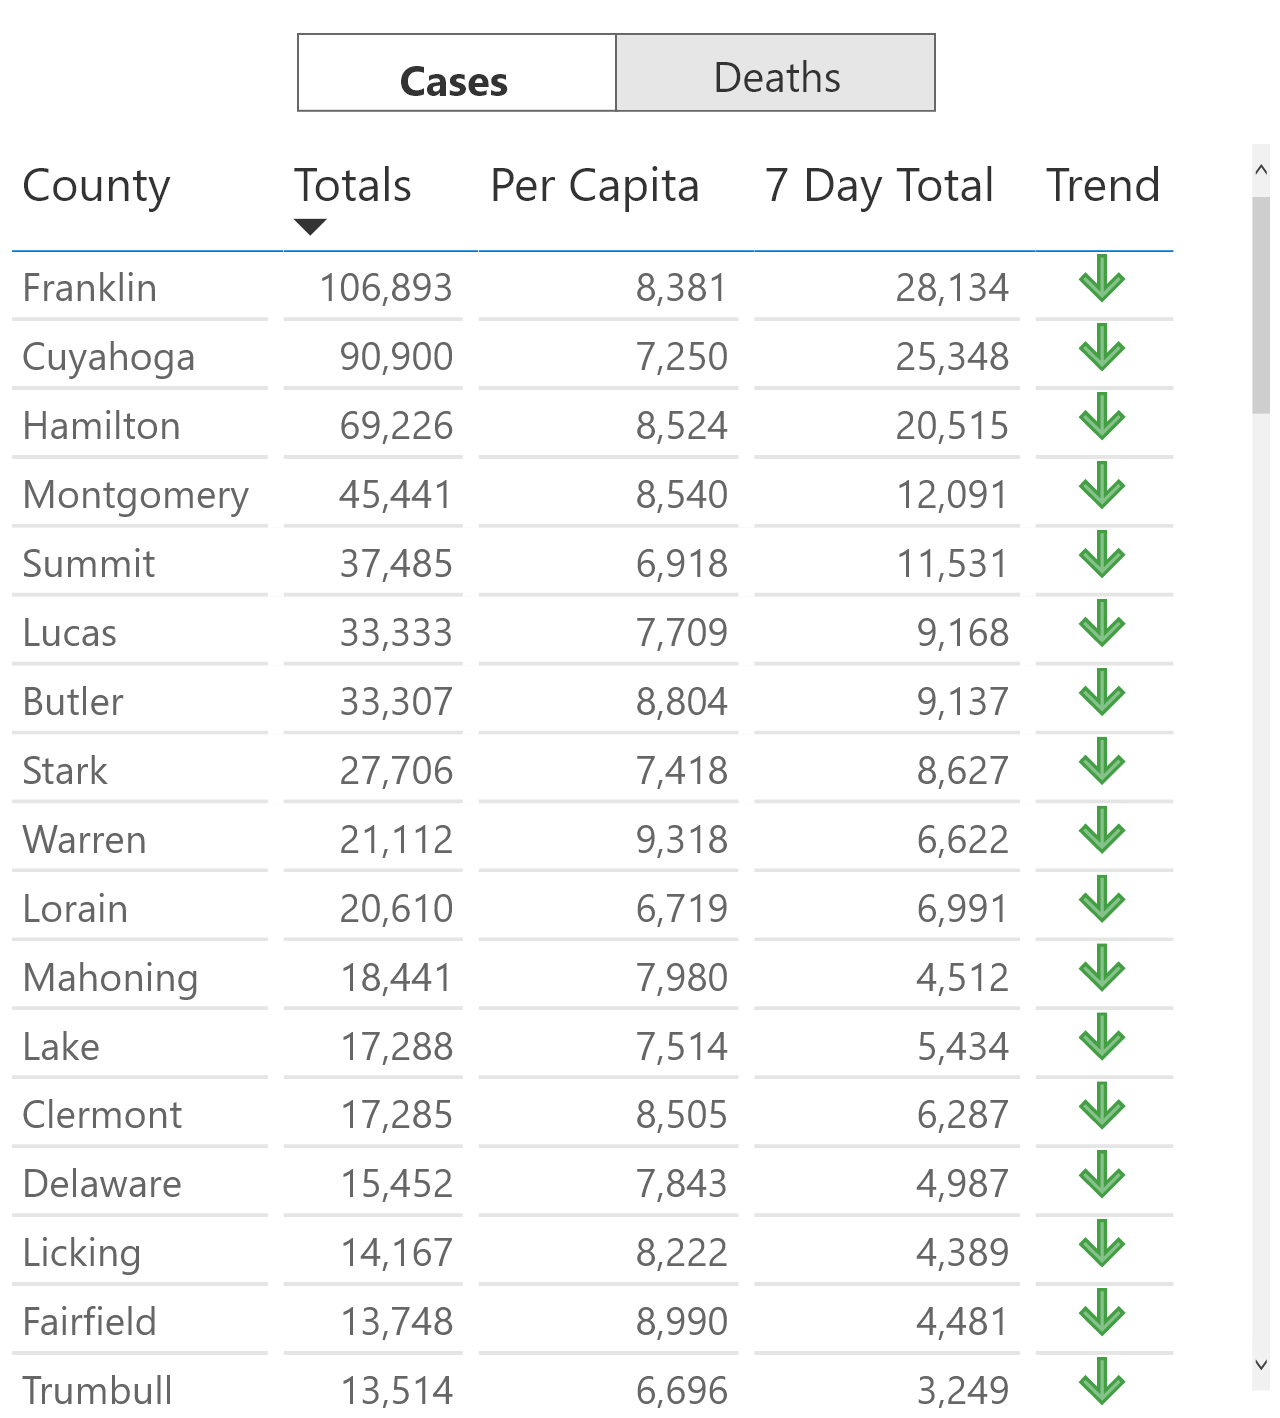 Cases Deaths
County Totals Per Capita 7 Day Total Trend
Franklin 106,893 8,381 28,134
Cuyahoga 90,900 7,250 25,348
Hamilton 69,226 8,524 20,515
Montgomery 45,441 8,540 12,091
Summit 37,485 6,918 11,531
Lucas 33,333 7,709 9,168
Butler 33,307 8,804 9,137
Stark 27,706 7,418 8,627
Warren 21,112 9,318 6,622
Lorain 20,610 6,719 6,991
Mahoning 18,441 7,980 4,512
Lake 17,288 7,514 5,434
Clermont 17,285 8,505 6,287
Delaware 15,452 7,843 4,987
Licking 14,167 8,222 4,389
Fairfield 13,748 8,990 4,481
Trumbull 13,514 6,696 3,249